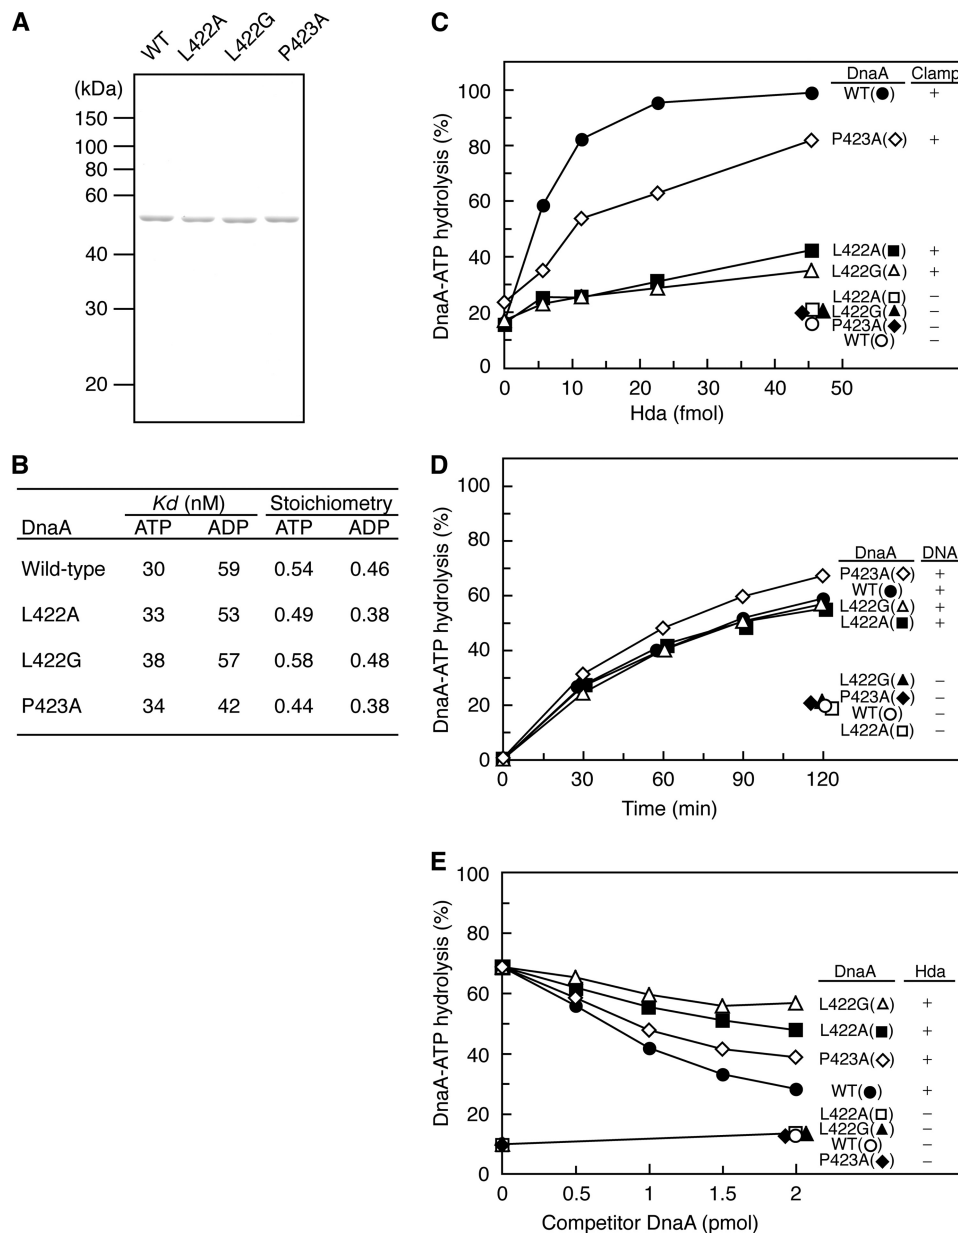 A
WT
L422A
L422G
P423A
(kDa)
150
100
80
60
40
30
20
B
Kd (nM) Stoichiometry
DnaA ATP ADP ATP ADP
Wild-type 30 59 0.54 0.46
L422A 33 53 0.49 0.38
L422G 38 57 0.58 0.48
P423A 34 42 0.44 0.38
C
DnaA-ATP hydrolysis (%)
100
80
60
40
20
0
0 10 20 30 40 50
Hda (fmol)
DnaA Clamp
WT(●) +
P423A(◇) +
L422A(■) +
L422G(△) +
L422A(□) −
L422G(▲) −
P423A(◆) −
WT(○) −
D
DnaA-ATP hydrolysis (%)
100
80
60
40
20
0
0 30 60 90 120
Time (min)
DnaA DNA
P423A(◇) +
WT(●) +
L422G(△) +
L422A(■) +
L422G(▲) −
P423A(◆) −
WT(○) −
L422A(□) −
E
DnaA-ATP hydrolysis (%)
100
80
60
40
20
0
0 0.5 1 1.5 2
Competitor DnaA (pmol)
DnaA Hda
L422G(△) +
L422A(■) +
P423A(◇) +
WT(●) +
L422A(□) −
L422G(▲) −
WT(○) −
P423A(◆) −